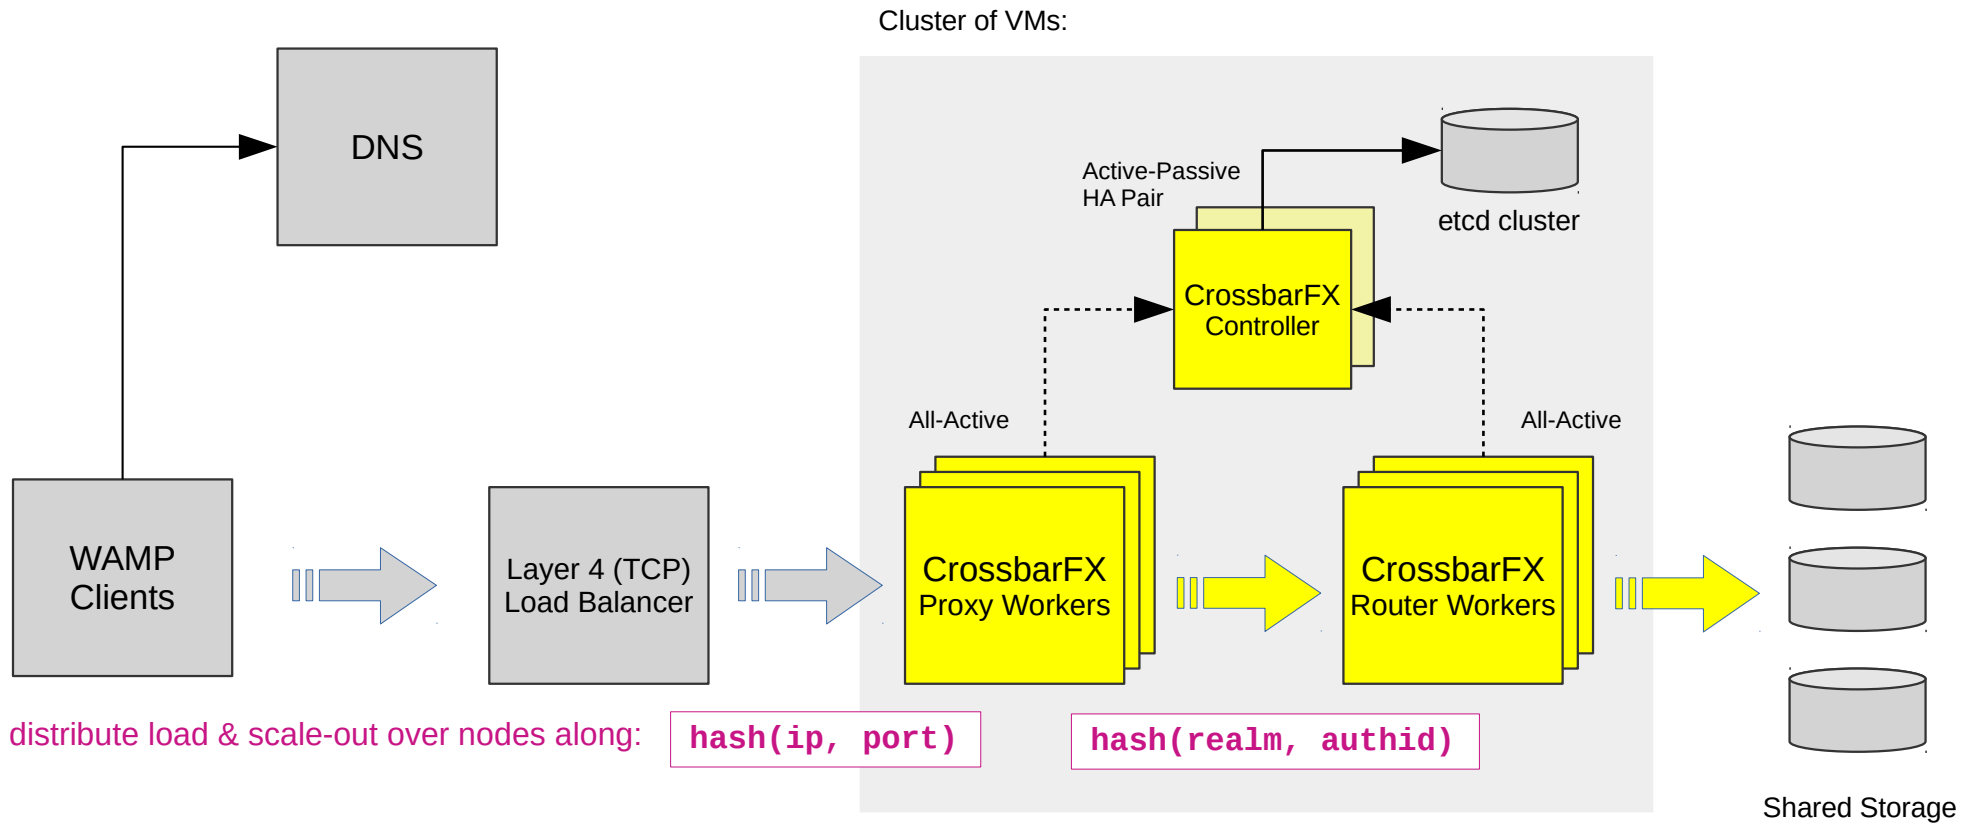 Cluster of VMs:
DNS
Active-Passive
HA Pair
etcd cluster
CrossbarFX
Controller
All-Active
All-Active
WAMP
Clients
Layer 4 (TCP)
Load Balancer
CrossbarFX
Proxy Workers
CrossbarFX
Router Workers
distribute load & scale-out over nodes along:
hash(ip, port)
hash(realm, authid)
Shared Storage